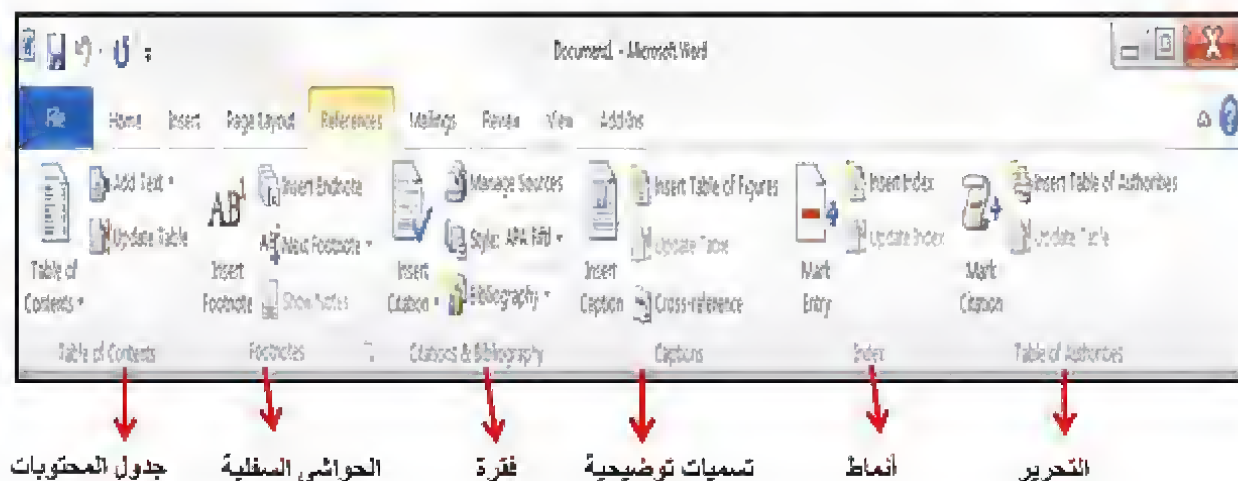 Document1 - Microsoft Word
File Home Insert Page Layout References Mailings Review View Add-Ins
Add Text Insert Endnote Manage Sources Insert Table of Figures Insert Index Insert Table of Authorities
AB¹ Update Table Next Footnote Style: APA Fifth Update Table Update Index Update Table
Table of Contents Insert Footnote Show Notes Insert Citation Bibliography Insert Caption Cross-reference Mark Entry Mark Citation
Table of Contents Footnotes Citations & Bibliography Captions Index Table of Authorities
جدول المحتويات الحواشي السفلية فقرة تسميات توضيحية أنماط التحرير